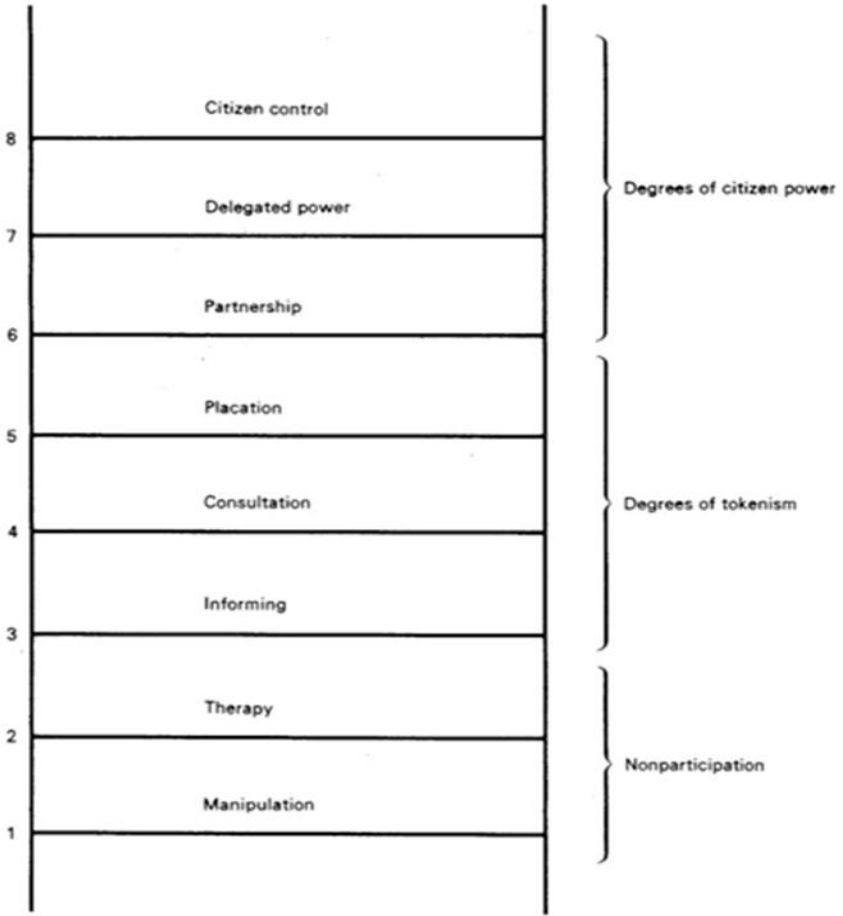 Citizen control
8
Delegated power
7
Degrees of citizen power
Partnership
6
Placation
5
Consultation
4
Degrees of tokenism
Informing
3
Therapy
2
Nonparticipation
Manipulation
1